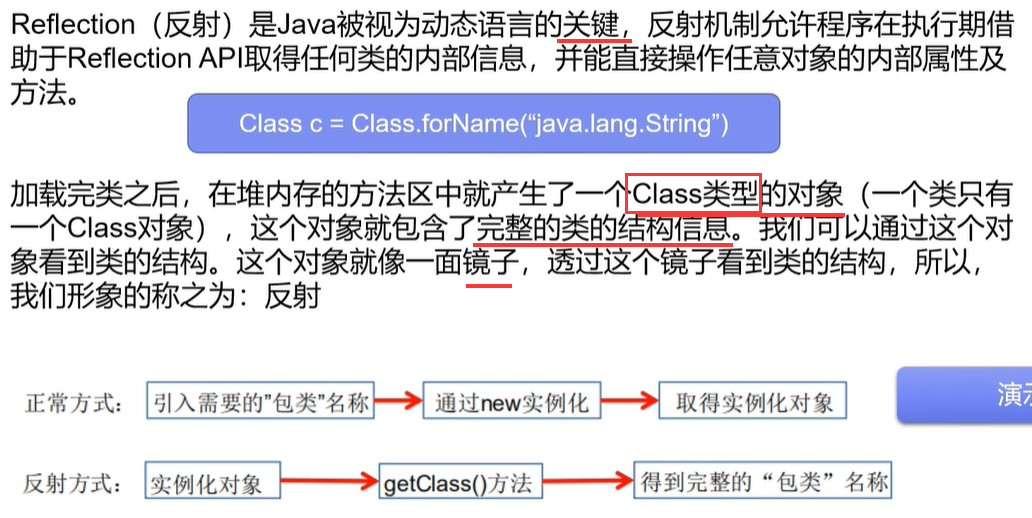 Reflection（反射）是Java被视为动态语言的关键，反射机制允许程序在执行期借
助于Reflection API取得任何类的内部信息，并能直接操作任意对象的内部属性及
方法。
Class c = Class.forName(“java.lang.String”)
加载完类之后，在堆内存的方法区中就产生了一个Class类型的对象（一个类只有
一个Class对象），这个对象就包含了完整的类的结构信息。我们可以通过这个对
象看到类的结构。这个对象就像一面镜子，透过这个镜子看到类的结构，所以，
我们形象的称之为：反射
正常方式： 引入需要的”包类”名称 通过new实例化 取得实例化对象
演示
反射方式： 实例化对象 getClass()方法 得到完整的“包类”名称